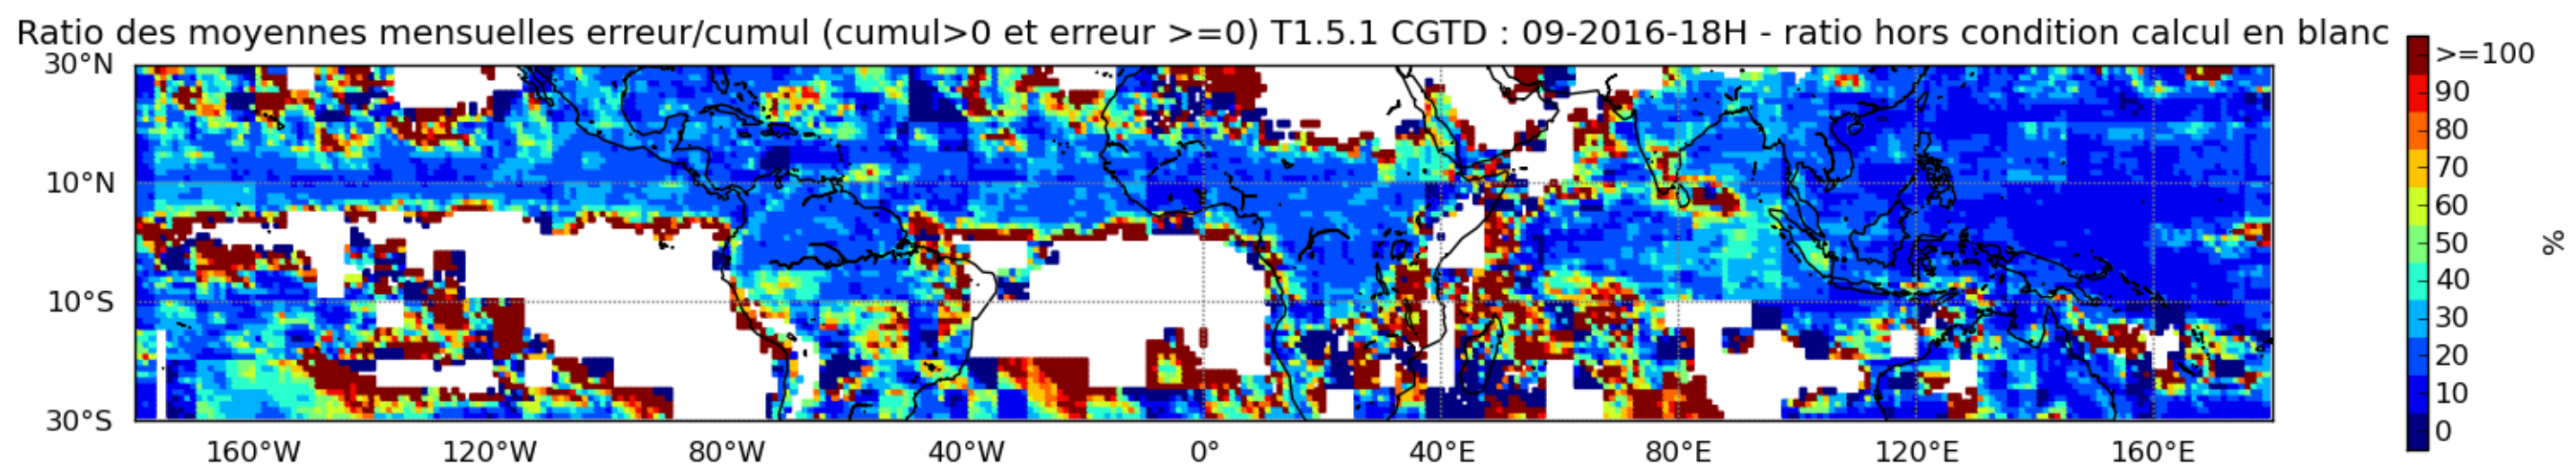 Ratio des moyennes mensuelles erreur/cumul (cumul>0 et erreur >=0) T1.5.1 CGTD : 09-2016-18H - ratio hors condition calcul en blanc
30°N
10°N
10°S
30°S
160°W 120°W 80°W 40°W 0° 40°E 80°E 120°E 160°E
>=100
90
80
70
60
50
40
30
20
10
0
%